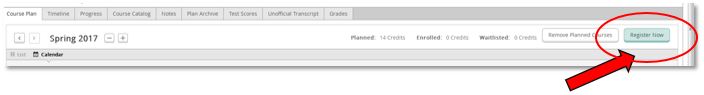 Course Plan Timeline Progress Course Catalog Notes Plan Archive Test Scores Unofficial Transcript Grades
Spring 2017 Planned: 14 Credits Enrolled: 0 Credits Waitlisted: 0 Credits Remove Planned Courses Register Now
List Calendar